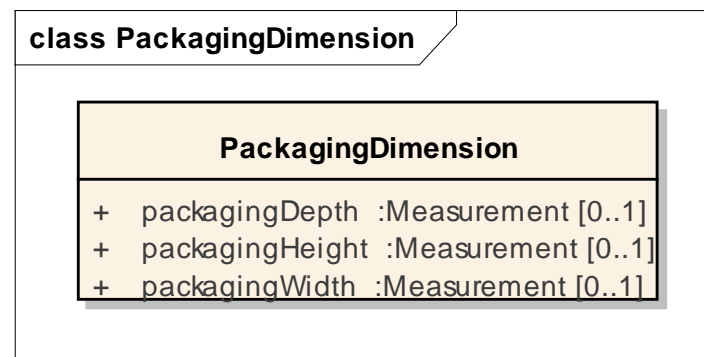 class PackagingDimension
PackagingDimension
+ packagingDepth :Measurement [0..1]
+ packagingHeight :Measurement [0..1]
+ packagingWidth :Measurement [0..1]